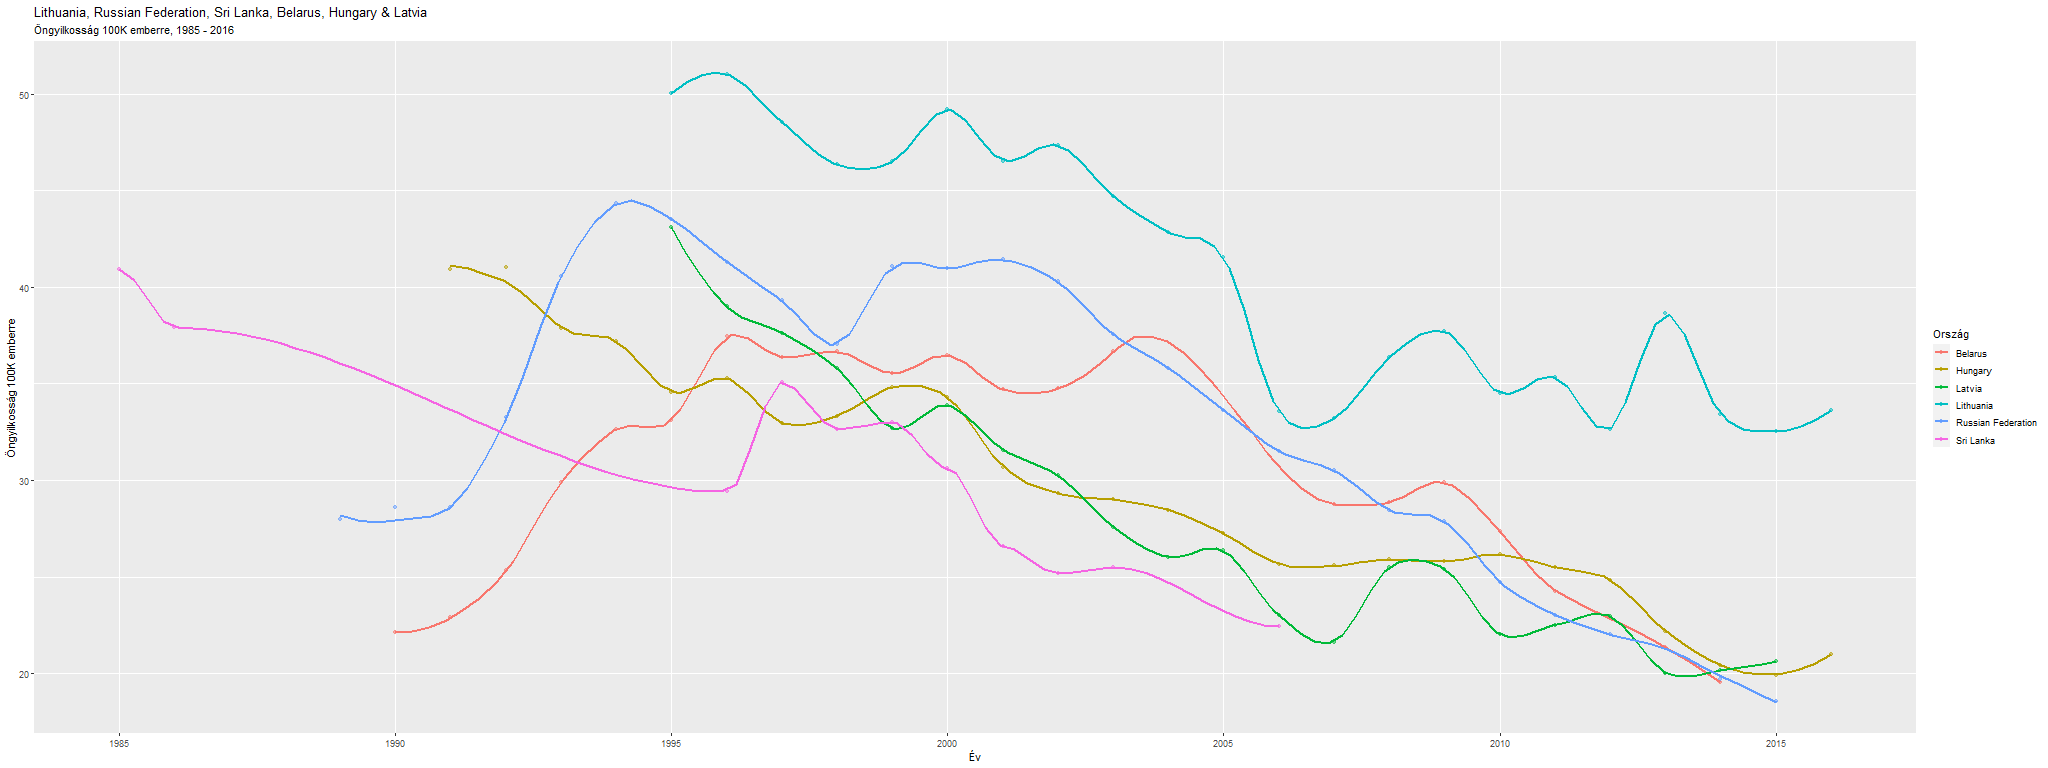 Lithuania, Russian Federation, Sri Lanka, Belarus, Hungary & Latvia
Öngyilkosság 100K emberre, 1985 - 2016
Öngyilkosság 100K emberre
50
40
30
20
1985
1990
1995
2000
2005
2010
2015
Év
Ország
Belarus
Hungary
Latvia
Lithuania
Russian Federation
Sri Lanka